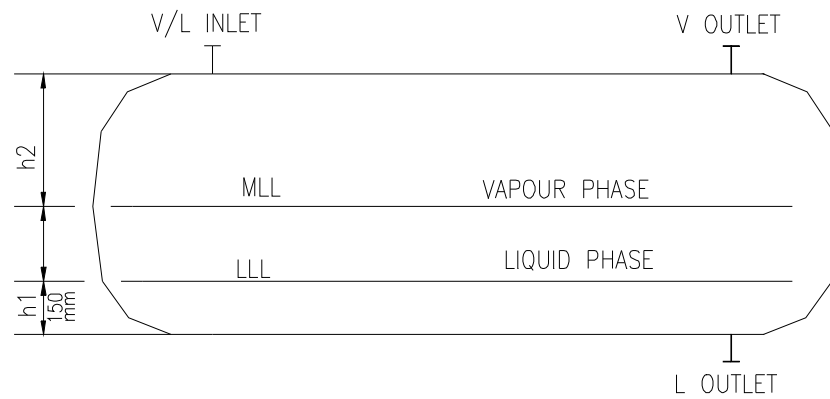 V/L INLET
V OUTLET
h2
MLL
VAPOUR PHASE
LIQUID PHASE
LLL
h1
150
mm
L OUTLET